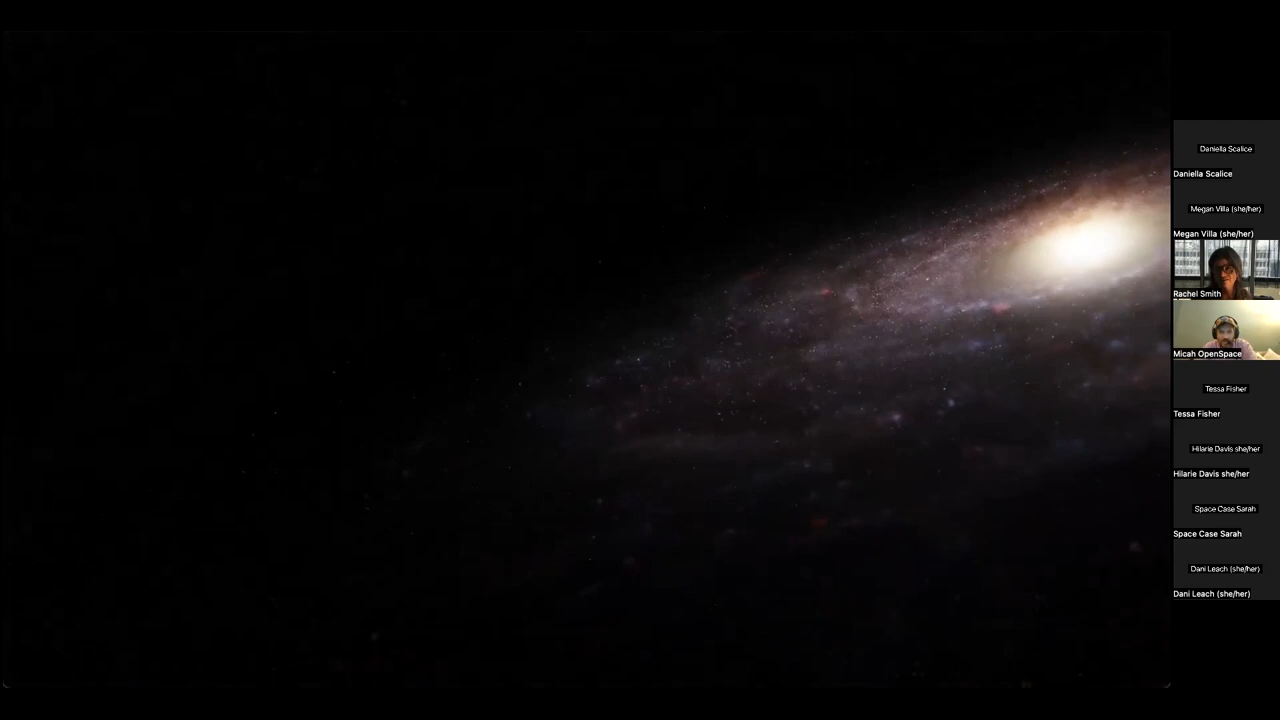 Daniella Scalice
Daniella Scalice
Megan Villa (she/her)
Megan Villa (she/her)
Rachel Smith
Micah OpenSpace
Tessa Fisher
Tessa Fisher
Hilarie Davis she/her
Hilarie Davis she/her
Space Case Sarah
Space Case Sarah
Dani Leach (she/her)
Dani Leach (she/her)